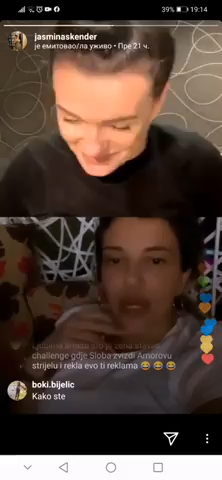 39% 19:14
jasminaskender
је емитовао/ла уживо • Пре 21 ч.
challenge gdje Sloba zvizdi Amorovu
strijelu i rekla evo ti reklama 😂 😂 😂
boki.bijelic
Kako ste